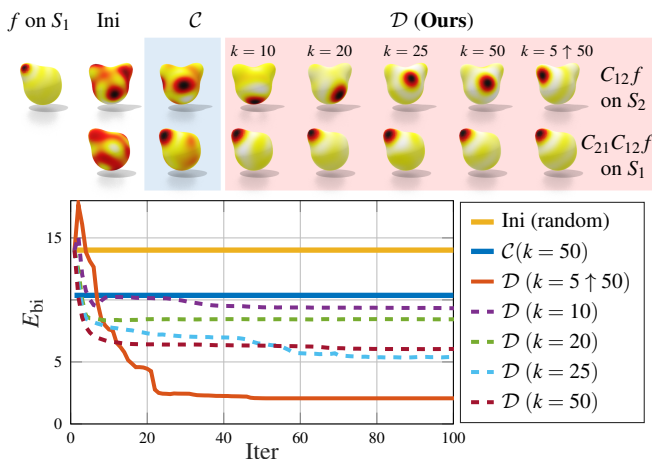 f on S₁ Ini C D (Ours)
k = 10 k = 20 k = 25 k = 50 k = 5 ↑ 50
C₁₂f
on S₂
C₂₁C₁₂f
on S₁
15
10
5
0
E_bi
0 20 40 60 80 100
Iter
Ini (random)
C(k = 50)
D (k = 5 ↑ 50)
D (k = 10)
D (k = 20)
D (k = 25)
D (k = 50)